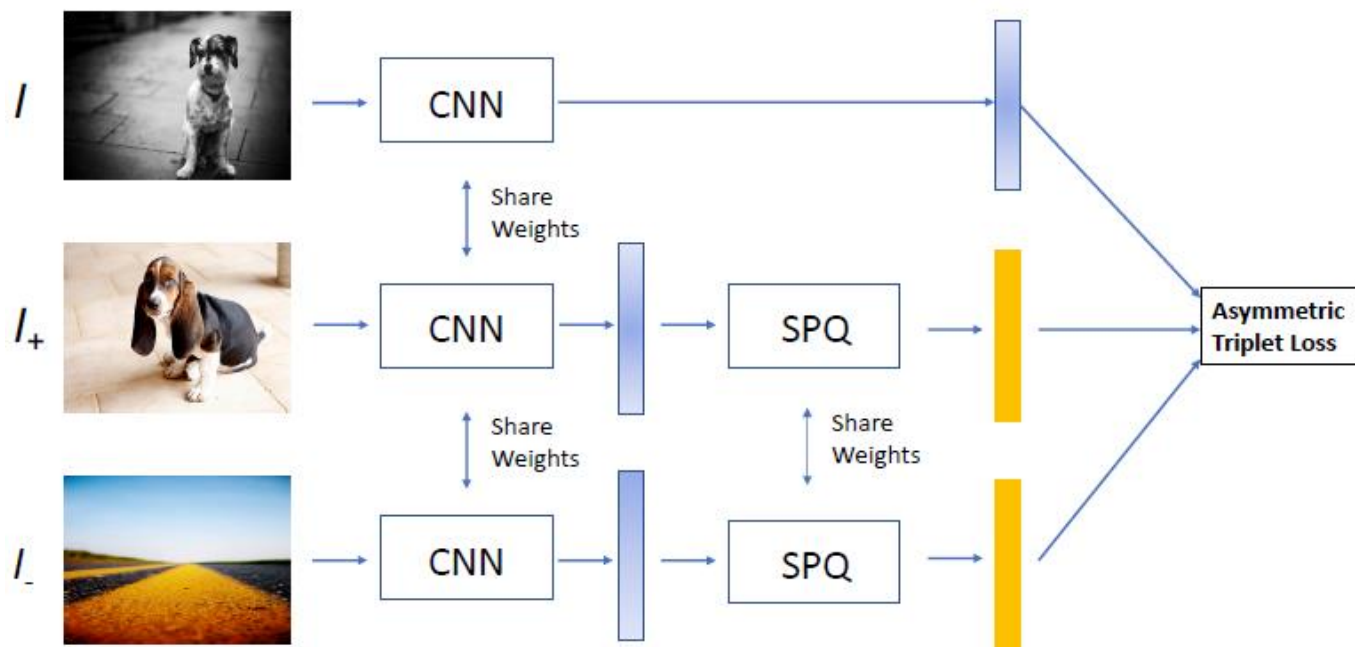 I
CNN
Share
Weights
I+
CNN
SPQ
Asymmetric
Triplet Loss
Share
Weights
Share
Weights
I-
CNN
SPQ